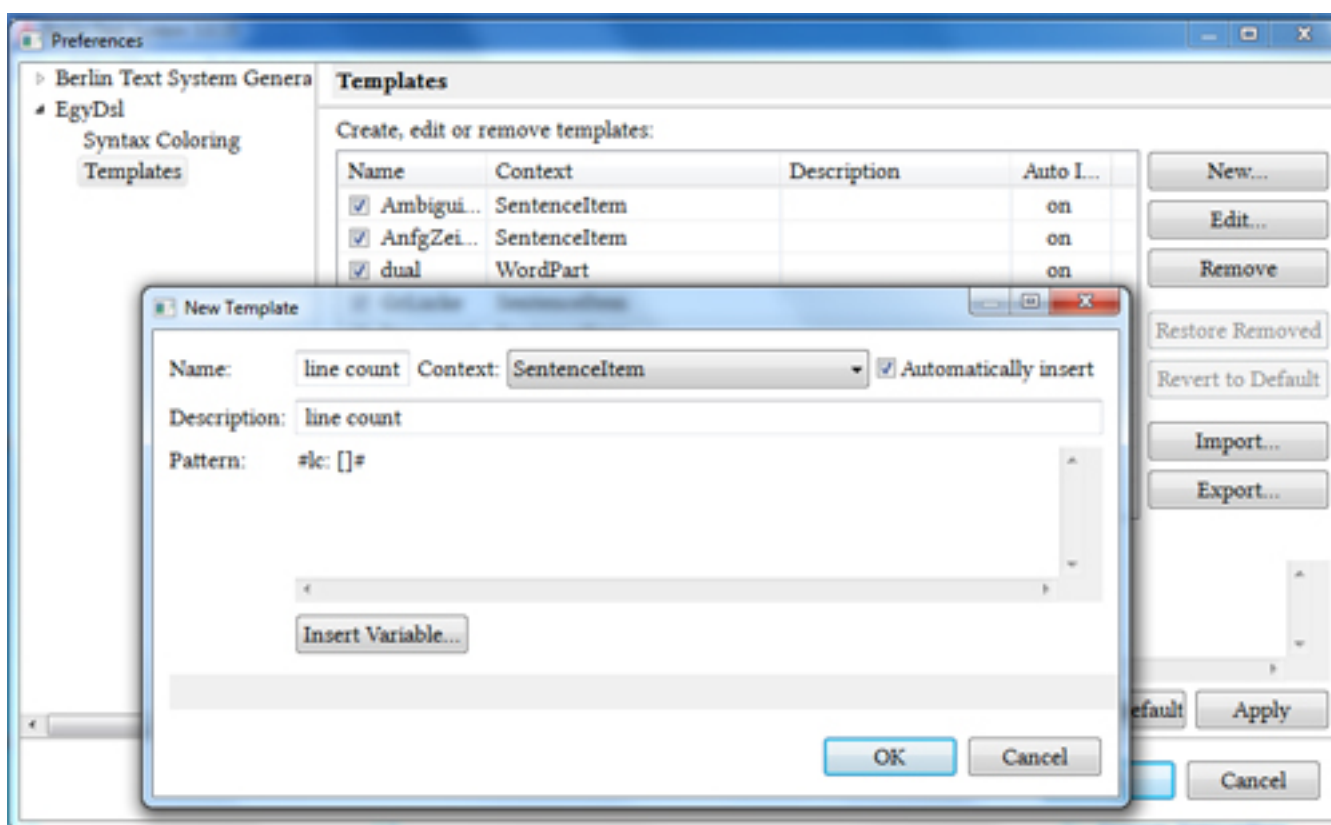 Preferences
Berlin Text System Genera
EgyDsl
Syntax Coloring
Templates
Templates
Create, edit or remove templates:
Name Context Description Auto I...
Ambigui... SentenceItem on
AnfgZei... SentenceItem on
dual WordPart on
New...
Edit...
Remove
Restore Removed
Revert to Default
Import...
Export...
New Template
Name: line count Context: SentenceItem Automatically insert
Description: line count
Pattern: #lc: []#
Insert Variable...
OK Cancel
efault Apply
Cancel